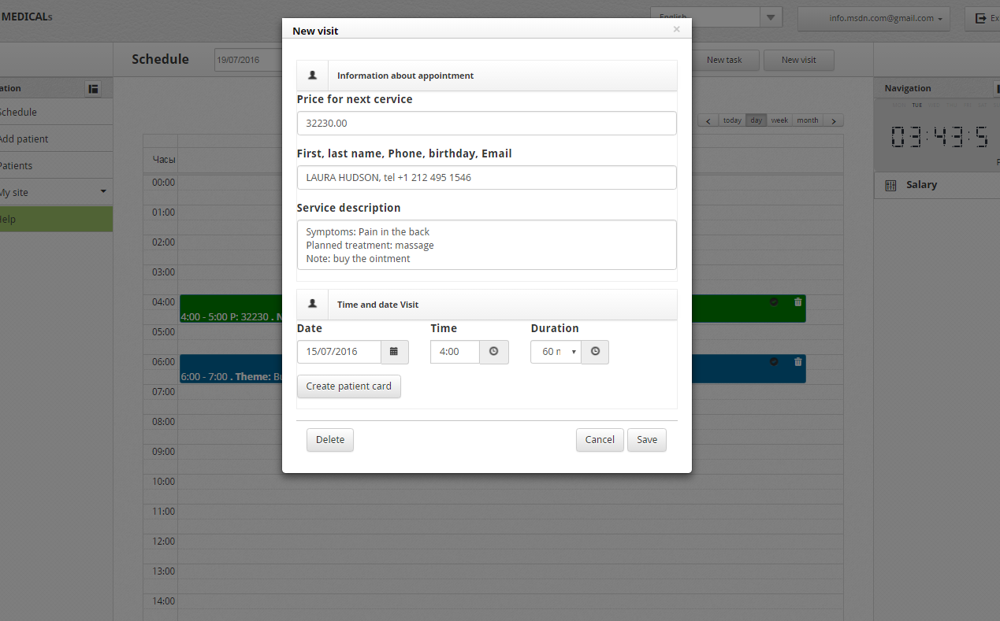 MEDICALs
English
info.msdn.com@gmail.com
Ex
New visit
×
Schedule
19/07/2016
New task
New visit
ation
Schedule
Add patient
Patients
My site
Help
Information about appointment
Price for next cervice
32230.00
First, last name, Phone, birthday, Email
LAURA HUDSON, tel +1 212 495 1546
Service description
Symptoms: Pain in the back
Planned treatment: massage
Note: buy the ointment
Time and date Visit
Date
Time
Duration
15/07/2016
4:00
60 m
Create patient card
Delete
Cancel
Save
today
day
week
month
Часы
00:00
01:00
02:00
03:00
04:00
4:00 - 5:00 P: 32230 . N
05:00
06:00
6:00 - 7:00 . Theme: Bu
07:00
08:00
09:00
10:00
11:00
12:00
13:00
14:00
Navigation
TUE
03:43:5
Salary